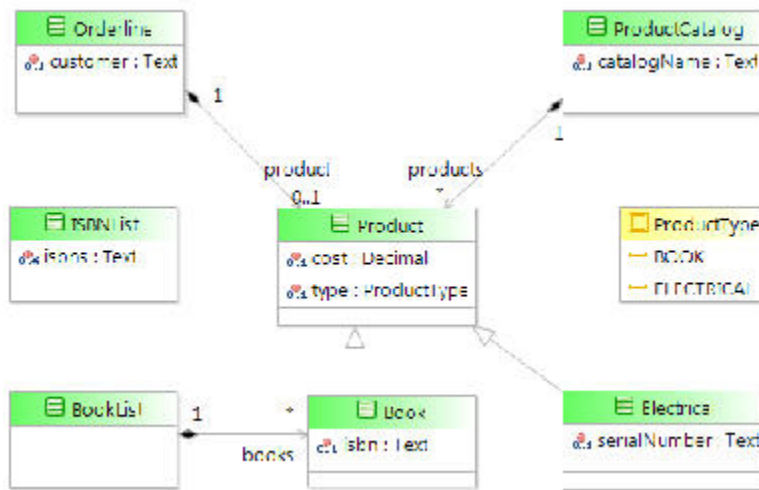 Orderline
customer : Text
ProductCatalog
catalogName : Text
1
1
product
products
0..1
*
ISBNList
isbns : Text
Product
cost : Decimal
type : ProductType
ProductType
BOOK
ELECTRICAL
BookList
1
*
books
Book
isbn : Text
Electrica
serialNumber : Text